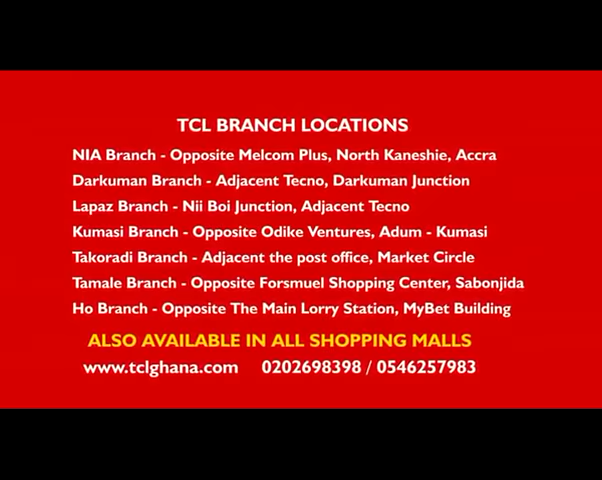 TCL BRANCH LOCATIONS
NIA Branch - Opposite Melcom Plus, North Kaneshie, Accra
Darkuman Branch - Adjacent Tecno, Darkuman Junction
Lapaz Branch - Nii Boi Junction, Adjacent Tecno
Kumasi Branch - Opposite Odike Ventures, Adum - Kumasi
Takoradi Branch - Adjacent the post office, Market Circle
Tamale Branch - Opposite Forsmuel Shopping Center, Sabonjida
Ho Branch - Opposite The Main Lorry Station, MyBet Building
ALSO AVAILABLE IN ALL SHOPPING MALLS
www.tclghana.com 0202698398 / 0546257983